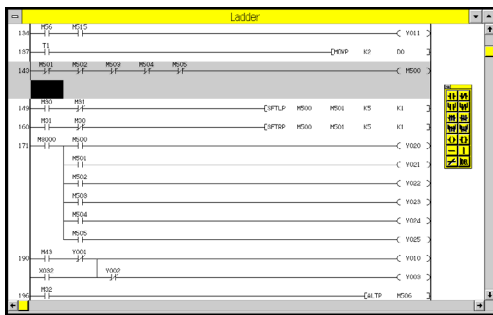 Ladder
M56 M515
134 Y011
T1
137 MOVP K2 D0
M501 M502 M503 M504 M505
140 M500
M30 M31
149 SFTLP M500 M501 K5 K1
M31 M30
160 SFTRP M500 M501 K5 K1
M8000 M500
171 Y020
M501
Y021
M502
Y022
M503
Y023
M504
Y024
M505
Y025
M43 Y001
190 Y010
X032 Y002
Y003
M32
196 ALTP M506